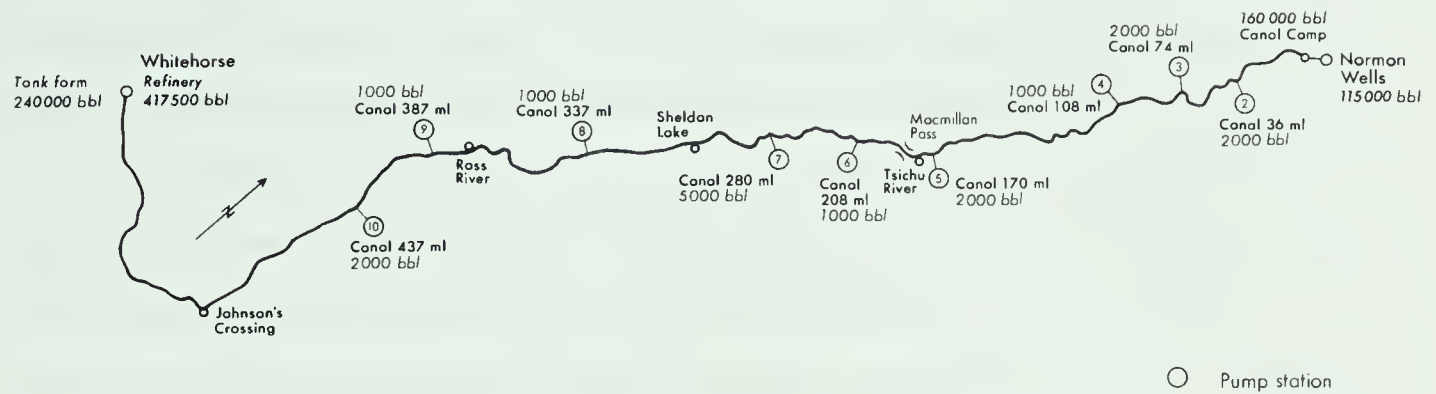 Whitehorse
Tank farm
Refinery
240000 bbl
417500 bbl
Johnson's
Crossing
N
10
Canol 437 ml
2000 bbl
1000 bbl
Canol 387 ml
9
Ross
River
1000 bbl
Canol 337 ml
8
Sheldon
Lake
7
Canol 280 ml
5000 bbl
6
Canol
208 ml
1000 bbl
Macmillan
Pass
Tsichu
River
5
Canol 170 ml
2000 bbl
1000 bbl
Canol 108 ml
4
2000 bbl
Canol 74 ml
3
2
Canol 36 ml
2000 bbl
160 000 bbl
Canol Camp
Norman
Wells
115000 bbl
Pump station